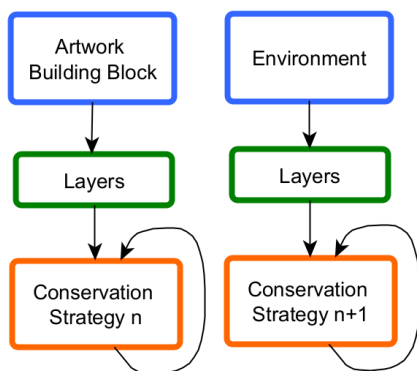 Artwork
Building Block
Environment
Layers
Layers
Conservation
Strategy n
Conservation
Strategy n+1